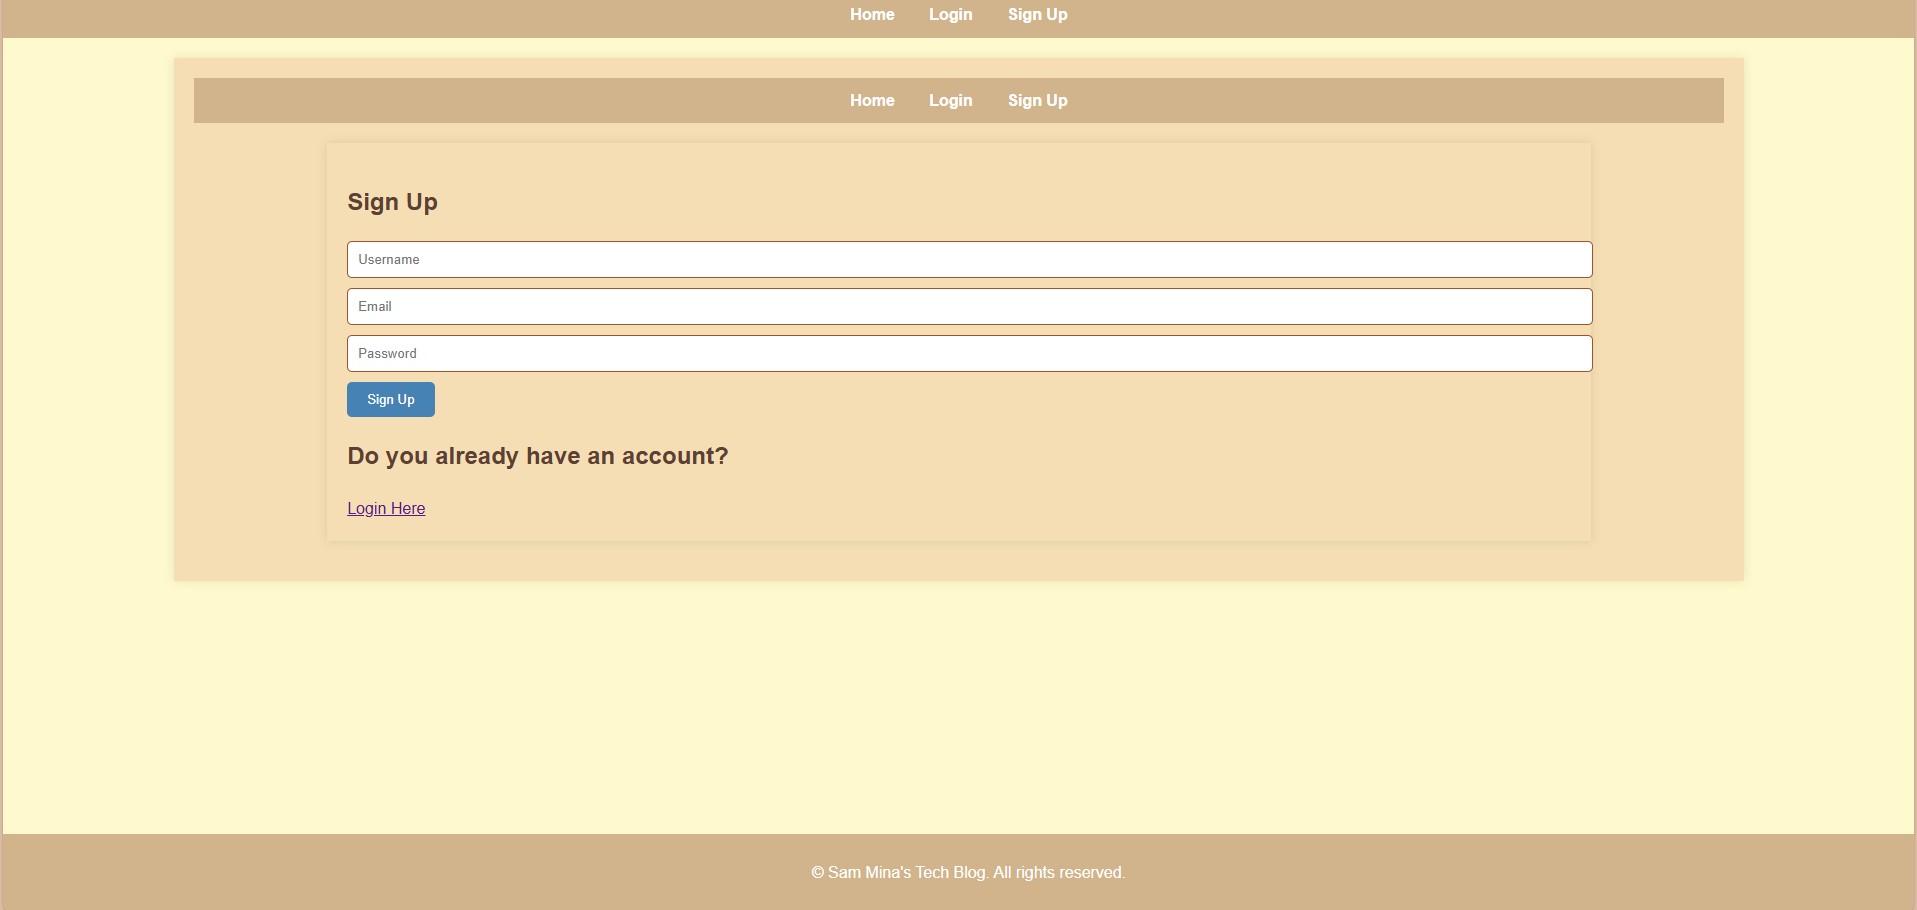 Home Login Sign Up
Home Login Sign Up
Sign Up
Username
Email
Password
Sign Up
Do you already have an account?
Login Here
© Sam Mina's Tech Blog. All rights reserved.